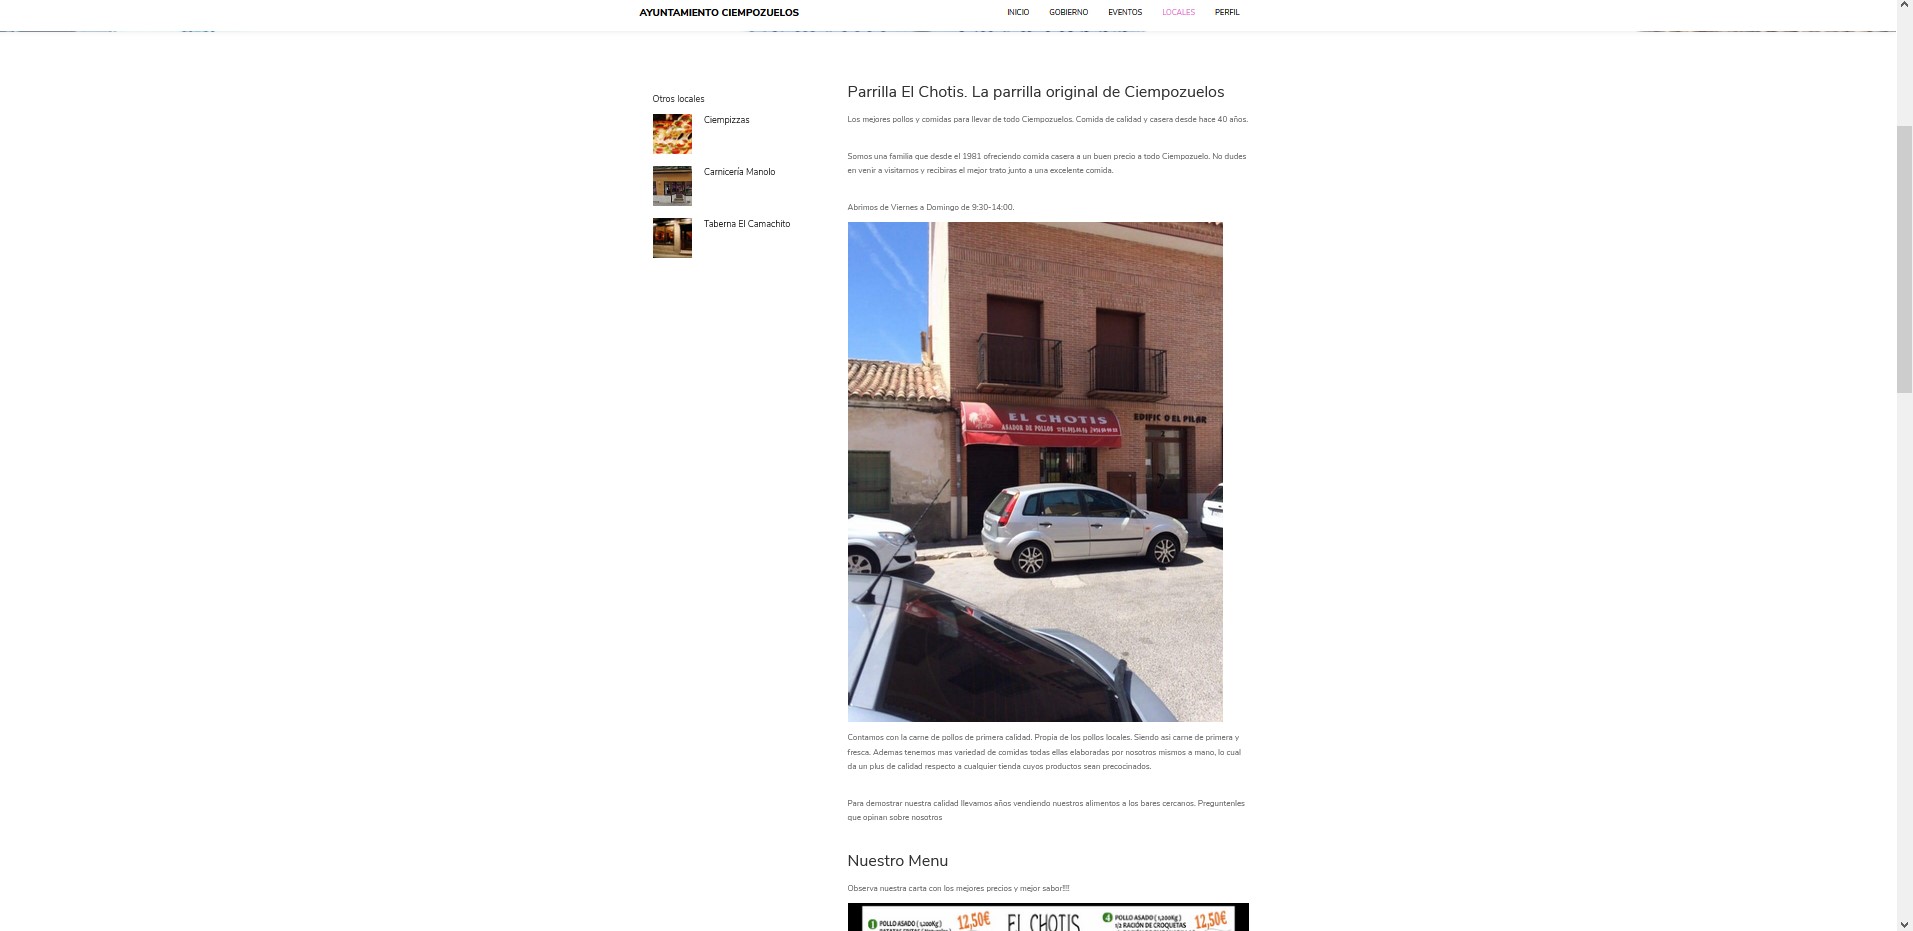 AYUNTAMIENTO CIEMPOZUELOS
INICIO GOBIERNO EVENTOS LOCALES PERFIL
Otros locales
Ciempizzas
Carnicería Manolo
Taberna El Camachito
Parrilla El Chotis. La parrilla original de Ciempozuelos
Los mejores pollos y comidas para llevar de todo Ciempozuelos. Comida de calidad y casera desde hace 40 años.
Somos una familia que desde el 1981 ofreciendo comida casera a un buen precio a todo Ciempozuelo. No dudes
en venir a visitarnos y recibiras el mejor trato junto a una excelente comida.
Abrimos de Viernes a Domingo de 9:30-14:00.
EL CHOTIS
ASADOR DE POLLOS
EDIFIC O EL PILAR
Contamos con la carne de pollos de primera calidad. Propia de los pollos locales. Siendo asi carne de primera y
fresca. Ademas tenemos mas variedad de comidas todas ellas elaboradas por nosotros mismos a mano, lo cual
da un plus de calidad respecto a cualquier tienda cuyos productos sean precocinados.
Para demostrar nuestra calidad llevamos años vendiendo nuestros alimentos a los bares cercanos. Preguntenles
que opinan sobre nosotros
Nuestro Menu
Observa nuestra carta con los mejores precios y mejor sabor!!!!
1 POLLO ASADO ( 1,200Kg ) 12,50€
EL CHOTIS
4 POLLO ASADO ( 1,200Kg ) 12,50€
1/2 RACIÓN DE CROQUETAS